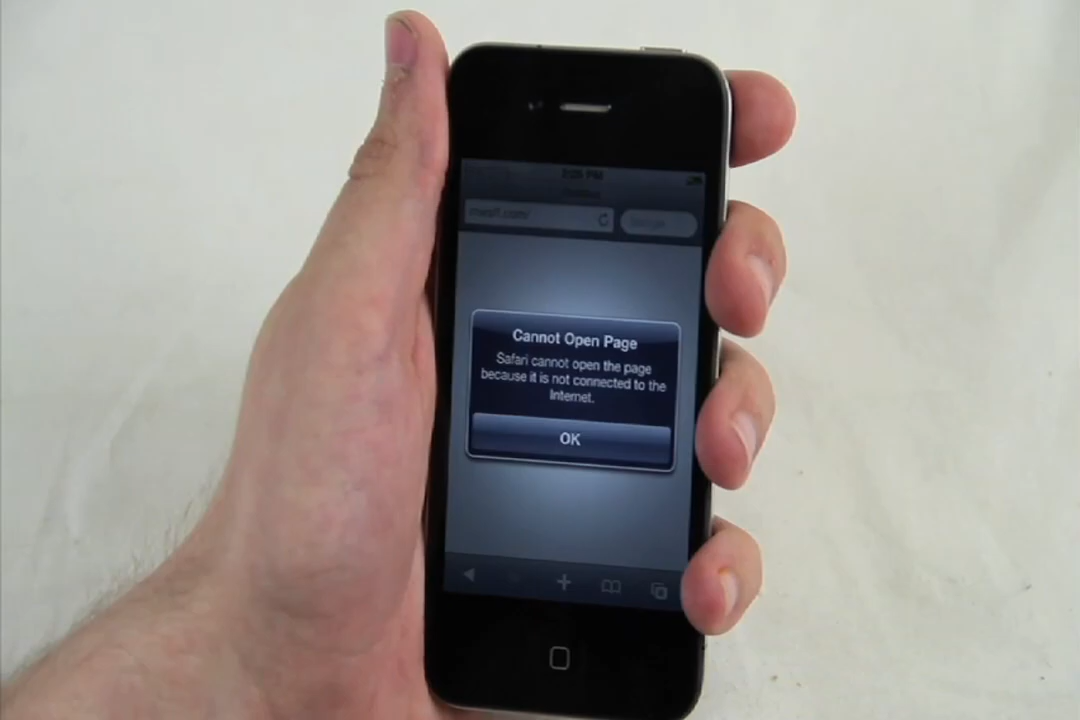 Cannot Open Page
Safari cannot open the page
because it is not connected to the
Internet.
OK